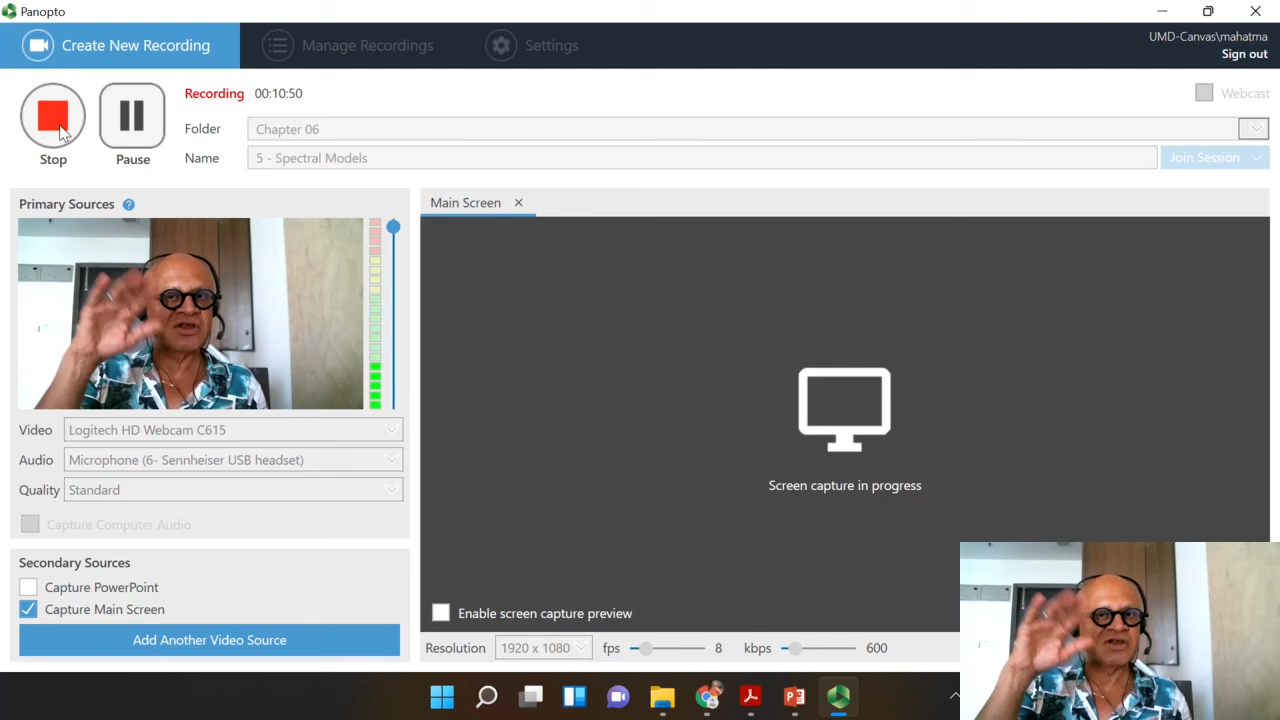 Panopto
Create New Recording
Manage Recordings
Settings
UMD-Canvas\mahatma
Sign out
Recording 00:10:50
Webcast
Folder Chapter 06
Stop
Pause
Name 5 - Spectral Models
Join Session
Primary Sources ?
Main Screen
Video Logitech HD Webcam C615
Audio Microphone (6- Sennheiser USB headset)
Quality Standard
Capture Computer Audio
Screen capture in progress
Secondary Sources
Capture PowerPoint
Capture Main Screen
Add Another Video Source
Enable screen capture preview
Resolution 1920 x 1080 fps 8 kbps 600